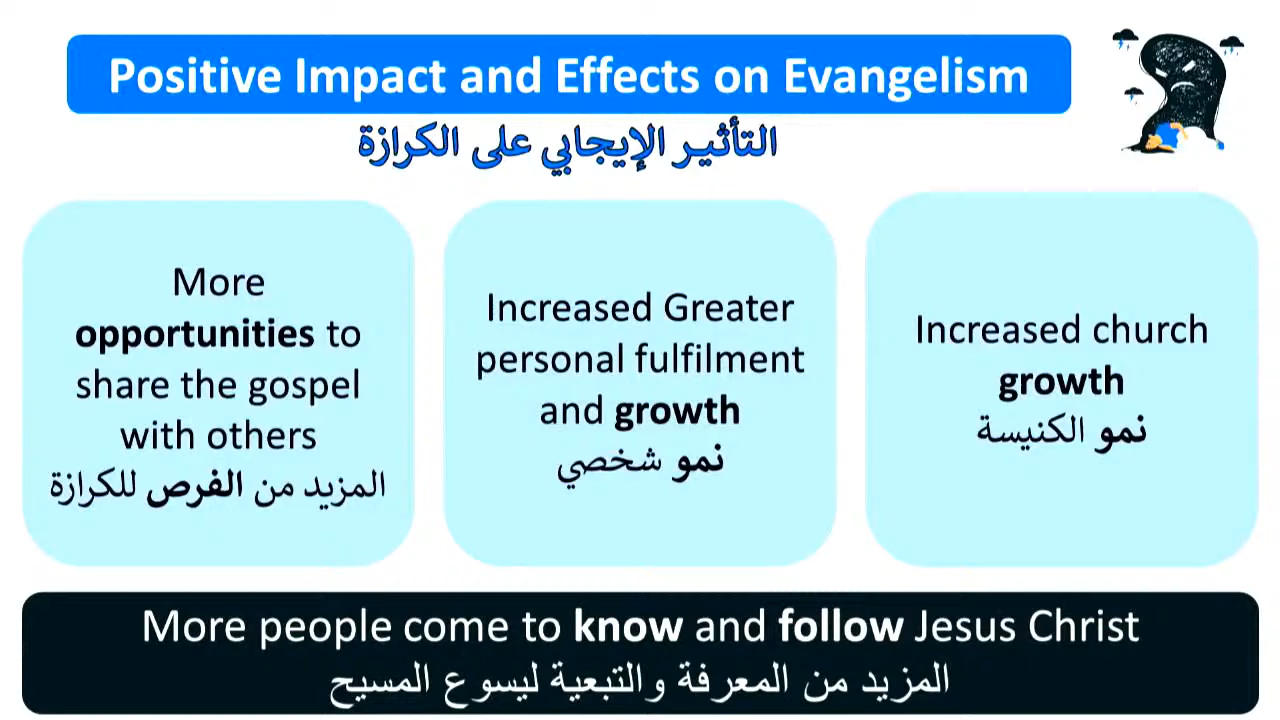 Positive Impact and Effects on Evangelism
التأثير الإيجابي على الكرازة
More
opportunities to
share the gospel
with others
المزيد من الفرص للكرازة
Increased Greater
personal fulfilment
and growth
نمو شخصي
Increased church
growth
نمو الكنيسة
More people come to know and follow Jesus Christ
المزيد من المعرفة والتبعية ليسوع المسيح